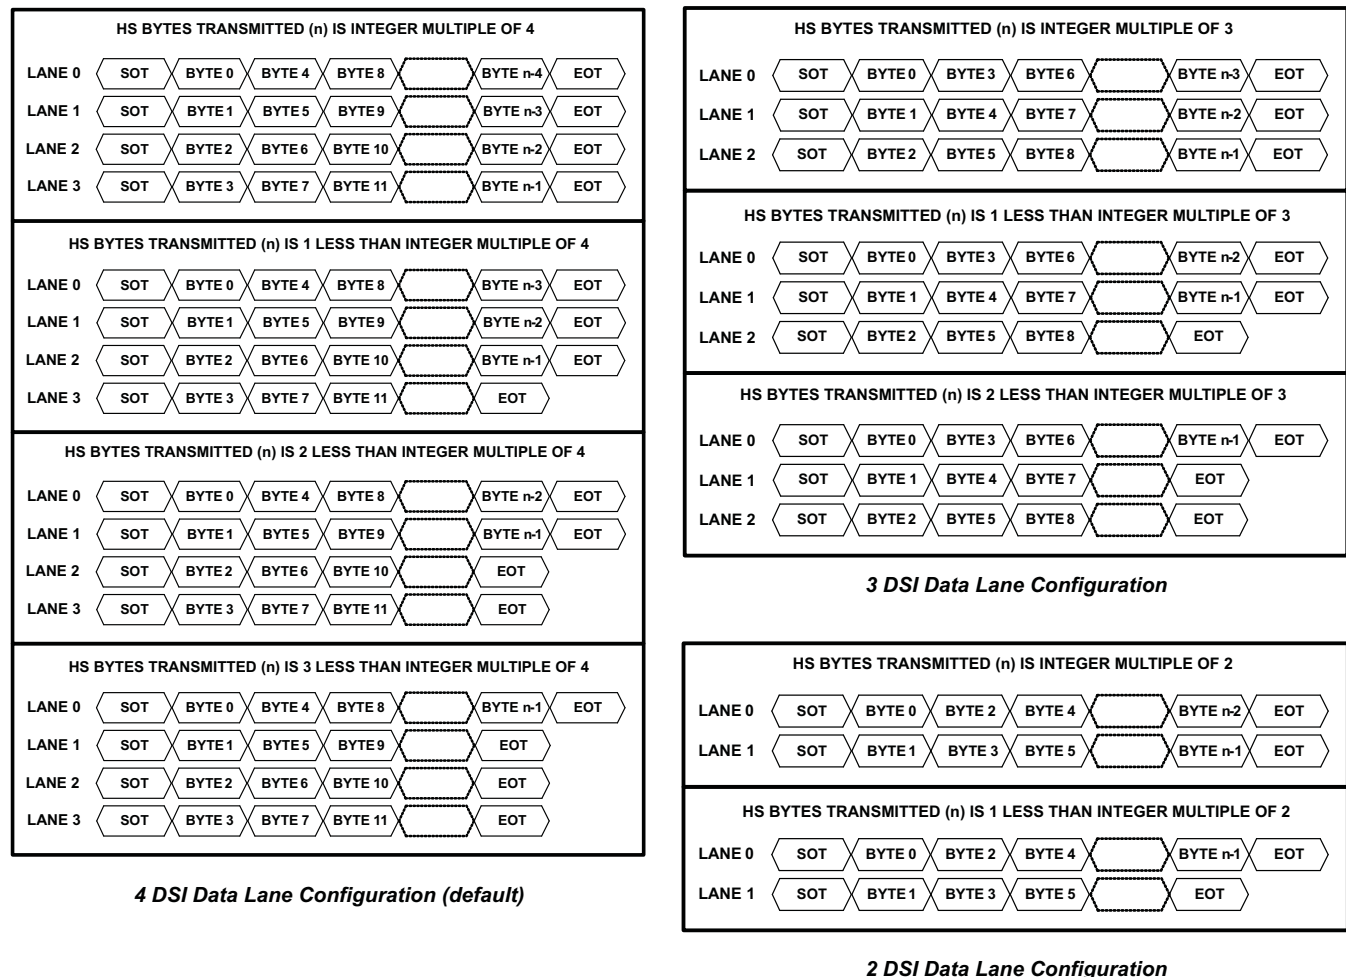 HS BYTES TRANSMITTED (n) IS INTEGER MULTIPLE OF 4
LANE 0 SOT BYTE 0 BYTE 4 BYTE 8 BYTE n-4 EOT
LANE 1 SOT BYTE 1 BYTE 5 BYTE 9 BYTE n-3 EOT
LANE 2 SOT BYTE 2 BYTE 6 BYTE 10 BYTE n-2 EOT
LANE 3 SOT BYTE 3 BYTE 7 BYTE 11 BYTE n-1 EOT
HS BYTES TRANSMITTED (n) IS 1 LESS THAN INTEGER MULTIPLE OF 4
LANE 0 SOT BYTE 0 BYTE 4 BYTE 8 BYTE n-3 EOT
LANE 1 SOT BYTE 1 BYTE 5 BYTE 9 BYTE n-2 EOT
LANE 2 SOT BYTE 2 BYTE 6 BYTE 10 BYTE n-1 EOT
LANE 3 SOT BYTE 3 BYTE 7 BYTE 11 EOT
HS BYTES TRANSMITTED (n) IS 2 LESS THAN INTEGER MULTIPLE OF 4
LANE 0 SOT BYTE 0 BYTE 4 BYTE 8 BYTE n-2 EOT
LANE 1 SOT BYTE 1 BYTE 5 BYTE 9 BYTE n-1 EOT
LANE 2 SOT BYTE 2 BYTE 6 BYTE 10 EOT
LANE 3 SOT BYTE 3 BYTE 7 BYTE 11 EOT
HS BYTES TRANSMITTED (n) IS 3 LESS THAN INTEGER MULTIPLE OF 4
LANE 0 SOT BYTE 0 BYTE 4 BYTE 8 BYTE n-1 EOT
LANE 1 SOT BYTE 1 BYTE 5 BYTE 9 EOT
LANE 2 SOT BYTE 2 BYTE 6 BYTE 10 EOT
LANE 3 SOT BYTE 3 BYTE 7 BYTE 11 EOT
4 DSI Data Lane Configuration (default)
HS BYTES TRANSMITTED (n) IS INTEGER MULTIPLE OF 3
LANE 0 SOT BYTE 0 BYTE 3 BYTE 6 BYTE n-3 EOT
LANE 1 SOT BYTE 1 BYTE 4 BYTE 7 BYTE n-2 EOT
LANE 2 SOT BYTE 2 BYTE 5 BYTE 8 BYTE n-1 EOT
HS BYTES TRANSMITTED (n) IS 1 LESS THAN INTEGER MULTIPLE OF 3
LANE 0 SOT BYTE 0 BYTE 3 BYTE 6 BYTE n-2 EOT
LANE 1 SOT BYTE 1 BYTE 4 BYTE 7 BYTE n-1 EOT
LANE 2 SOT BYTE 2 BYTE 5 BYTE 8 EOT
HS BYTES TRANSMITTED (n) IS 2 LESS THAN INTEGER MULTIPLE OF 3
LANE 0 SOT BYTE 0 BYTE 3 BYTE 6 BYTE n-1 EOT
LANE 1 SOT BYTE 1 BYTE 4 BYTE 7 EOT
LANE 2 SOT BYTE 2 BYTE 5 BYTE 8 EOT
3 DSI Data Lane Configuration
HS BYTES TRANSMITTED (n) IS INTEGER MULTIPLE OF 2
LANE 0 SOT BYTE 0 BYTE 2 BYTE 4 BYTE n-2 EOT
LANE 1 SOT BYTE 1 BYTE 3 BYTE 5 BYTE n-1 EOT
HS BYTES TRANSMITTED (n) IS 1 LESS THAN INTEGER MULTIPLE OF 2
LANE 0 SOT BYTE 0 BYTE 2 BYTE 4 BYTE n-1 EOT
LANE 1 SOT BYTE 1 BYTE 3 BYTE 5 EOT
2 DSI Data Lane Configuration